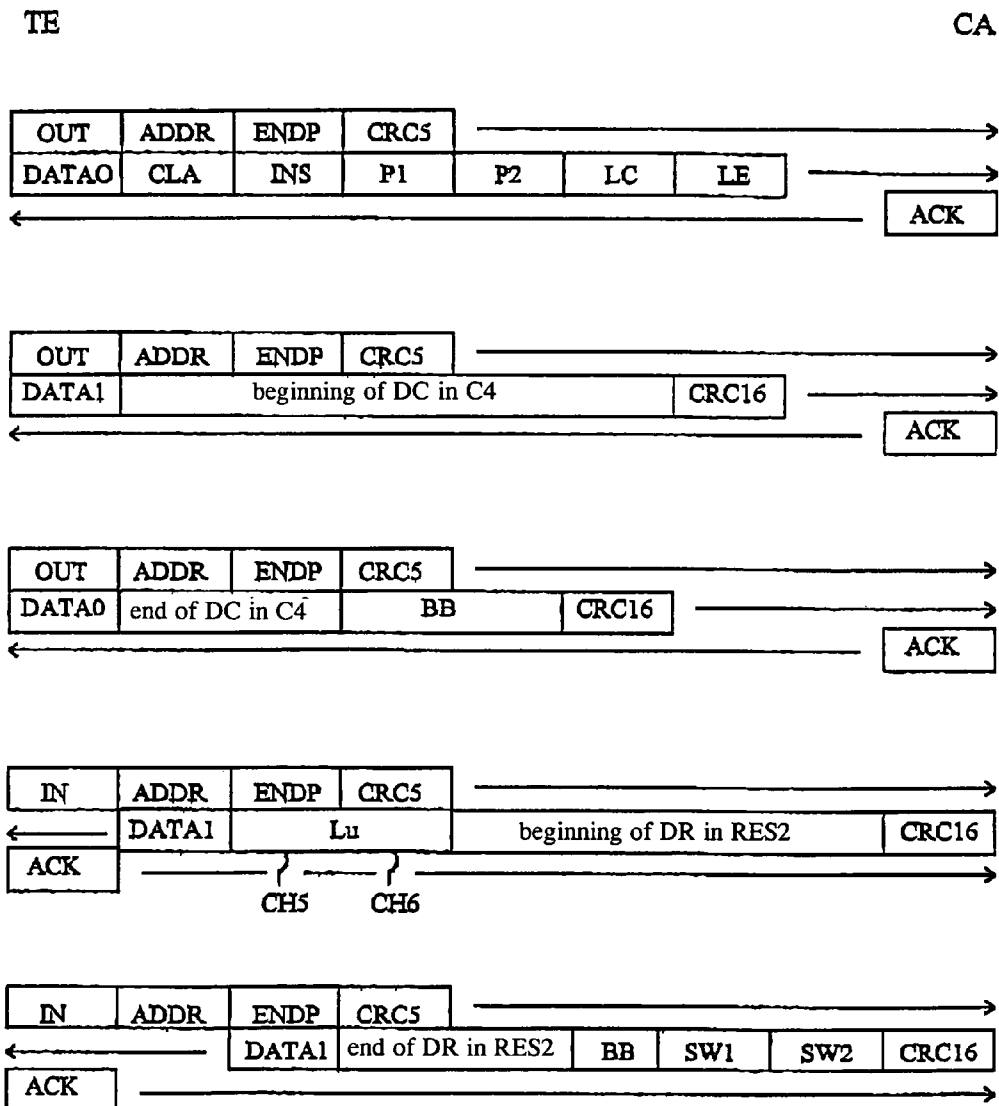 TE CA
OUT ADDR ENDP CRC5
DATA0 CLA INS P1 P2 LC LE
ACK
OUT ADDR ENDP CRC5
DATA1 beginning of DC in C4 CRC16
ACK
OUT ADDR ENDP CRC5
DATA0 end of DC in C4 BB CRC16
ACK
IN ADDR ENDP CRC5
DATA1 Lu beginning of DR in RES2 CRC16
ACK
CH5 CH6
IN ADDR ENDP CRC5
DATA1 end of DR in RES2 BB SW1 SW2 CRC16
ACK